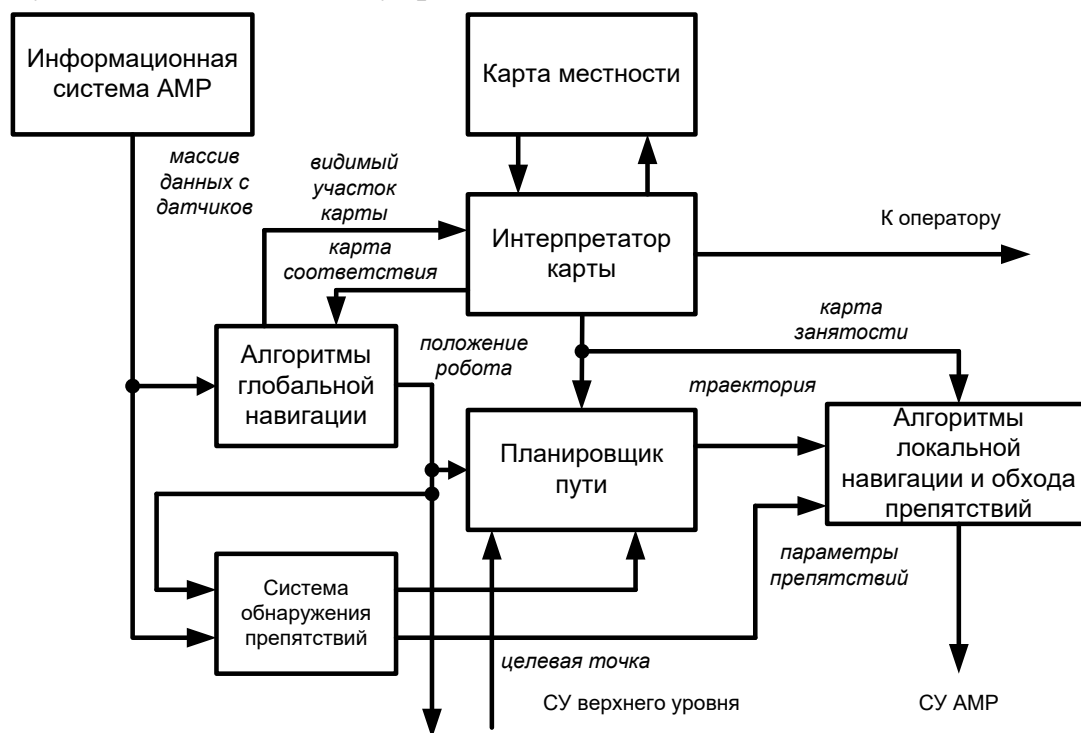 Информационная
система АМР
Карта местности
массив
данных с
датчиков
видимый
участок
карты
Интерпретатор
карты
К оператору
карта
соответствия
карта
занятости
Алгоритмы
глобальной
навигации
положение
робота
траектория
Планировщик
пути
Алгоритмы
локальной
навигации и обхода
препятствий
параметры
препятствий
Система
обнаружения
препятствий
целевая точка
СУ верхнего уровня
СУ АМР